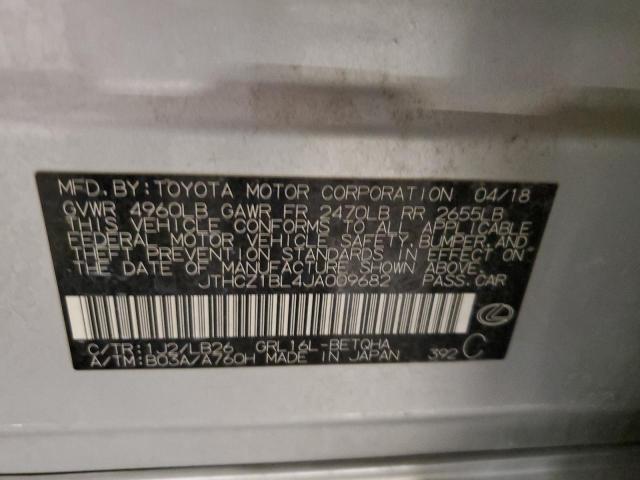 MFD. BY: TOYOTA MOTOR CORPORATION 04/18
GVWR 4960LB GAWR FR 2470LB RR 2655LB
THIS VEHICLE CONFORMS TO ALL APPLICABLE
FEDERAL MOTOR VEHICLE SAFETY, BUMPER, AND
THEFT PREVENTION STANDARDS IN EFFECT ON
THE DATE OF MANUFACTURE SHOWN ABOVE.
JTHCZ1BL4JA009682 PASS. CAR
C/TR: 1J2/LB26 GRL16L-BETQHA
A/TM: B03A/A760H MADE IN JAPAN 392 C